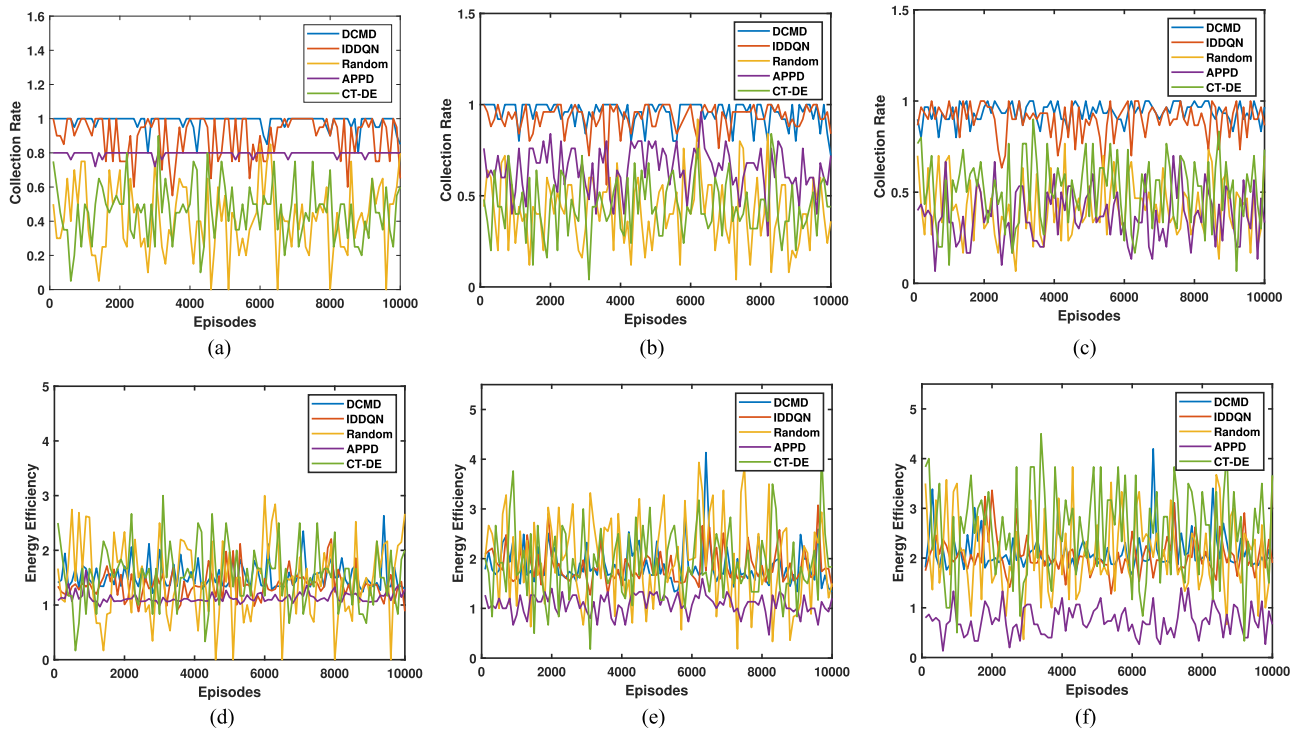 1.6
1.4
1.2
1
0.8
0.6
0.4
0.2
0
Collection Rate
DCMD
IDDQN
Random
APPD
CT-DE
0 2000 4000 6000 8000 10000
Episodes
(a)
1.5
1
0.5
0
Collection Rate
DCMD
IDDQN
Random
APPD
CT-DE
0 2000 4000 6000 8000 10000
Episodes
(b)
1.5
1
0.5
0
Collection Rate
DCMD
IDDQN
Random
APPD
CT-DE
0 2000 4000 6000 8000 10000
Episodes
(c)
5
4
3
2
1
0
Energy Efficiency
DCMD
IDDQN
Random
APPD
CT-DE
0 2000 4000 6000 8000 10000
Episodes
(d)
5
4
3
2
1
0
Energy Efficiency
DCMD
IDDQN
Random
APPD
CT-DE
0 2000 4000 6000 8000 10000
Episodes
(e)
5
4
3
2
1
0
Energy Efficiency
DCMD
IDDQN
Random
APPD
CT-DE
0 2000 4000 6000 8000 10000
Episodes
(f)